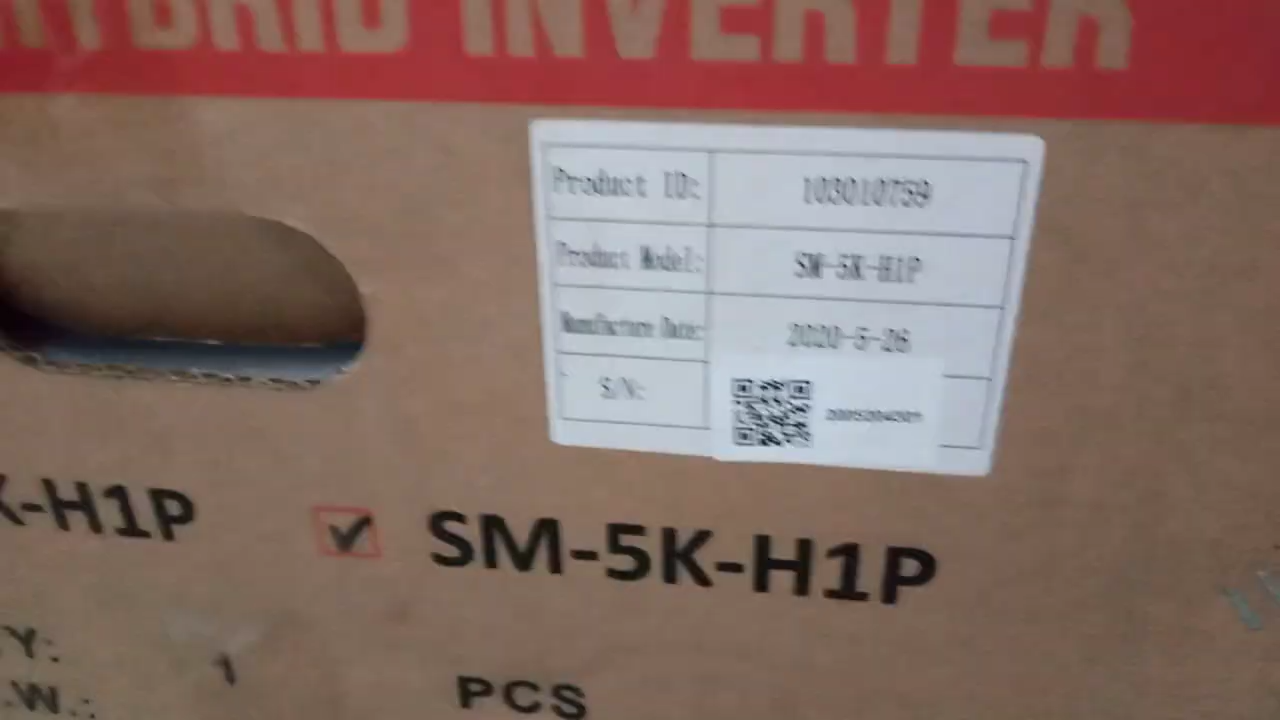 HYBRID INVERTER
Product ID: 103010759
Product Model: SM-5K-H1P
Manufacture Date: 2020-5-26
S/N:
K-H1P ✓ SM-5K-H1P
Y: 1 PCS
.W.: